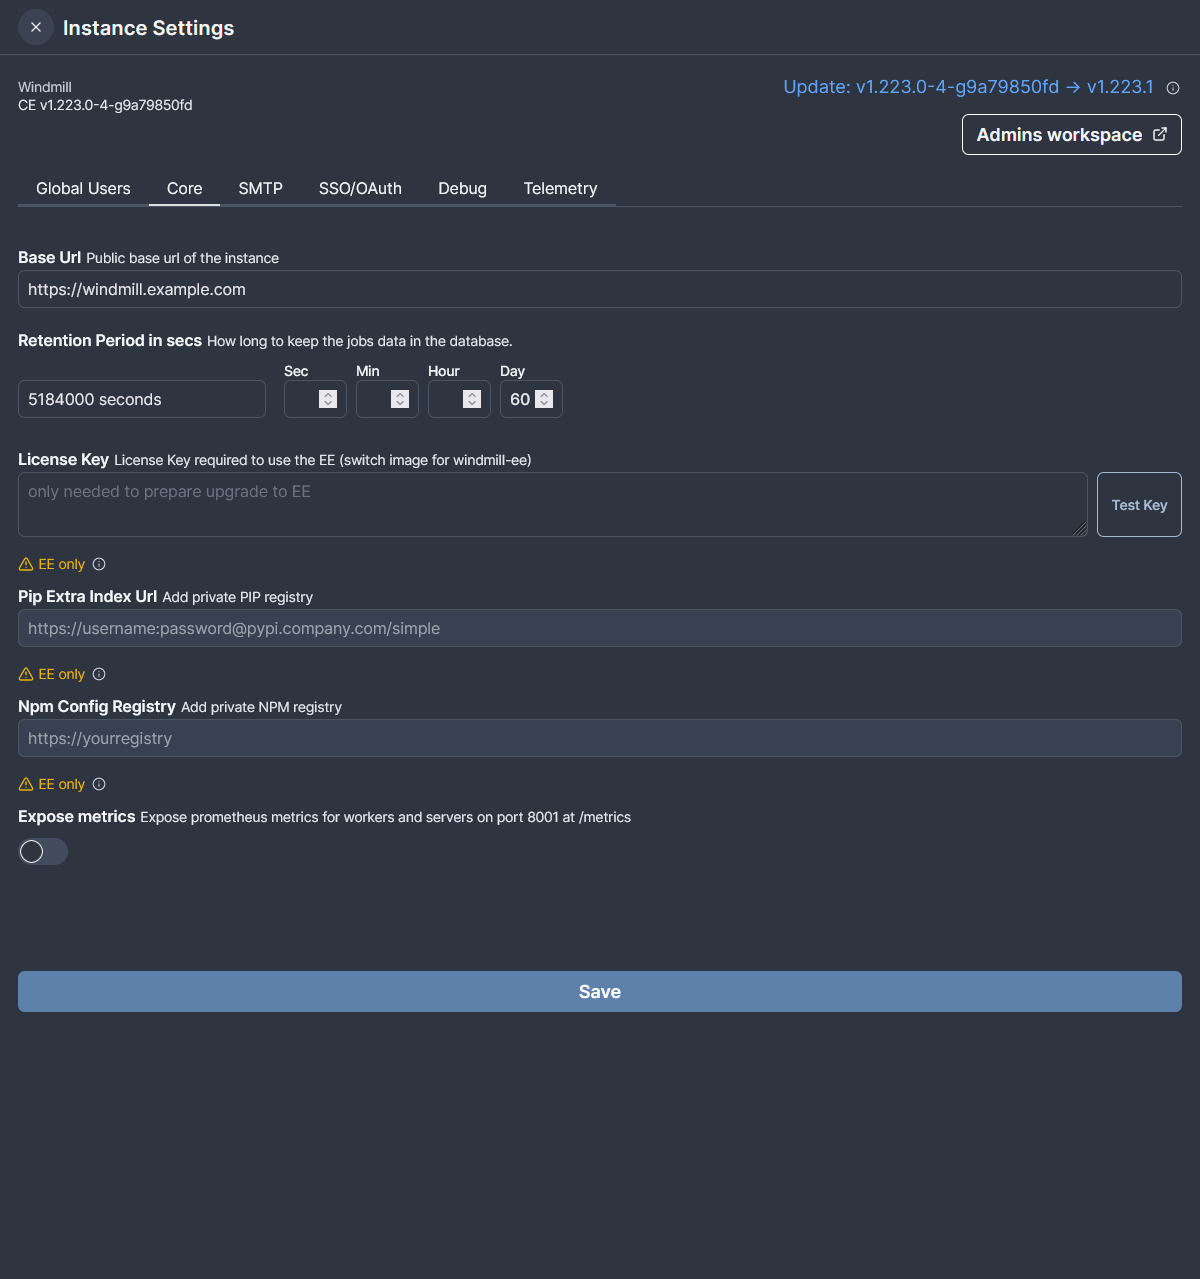 Instance Settings
Windmill
CE v1.223.0-4-g9a79850fd
Update: v1.223.0-4-g9a79850fd → v1.223.1
Admins workspace
Global Users Core SMTP SSO/OAuth Debug Telemetry
Base Url Public base url of the instance
https://windmill.example.com
Retention Period in secs How long to keep the jobs data in the database.
Sec Min Hour Day
5184000 seconds 60
License Key License Key required to use the EE (switch image for windmill-ee)
only needed to prepare upgrade to EE
Test Key
EE only
Pip Extra Index Url Add private PIP registry
https://username:password@pypi.company.com/simple
EE only
Npm Config Registry Add private NPM registry
https://yourregistry
EE only
Expose metrics Expose prometheus metrics for workers and servers on port 8001 at /metrics
Save